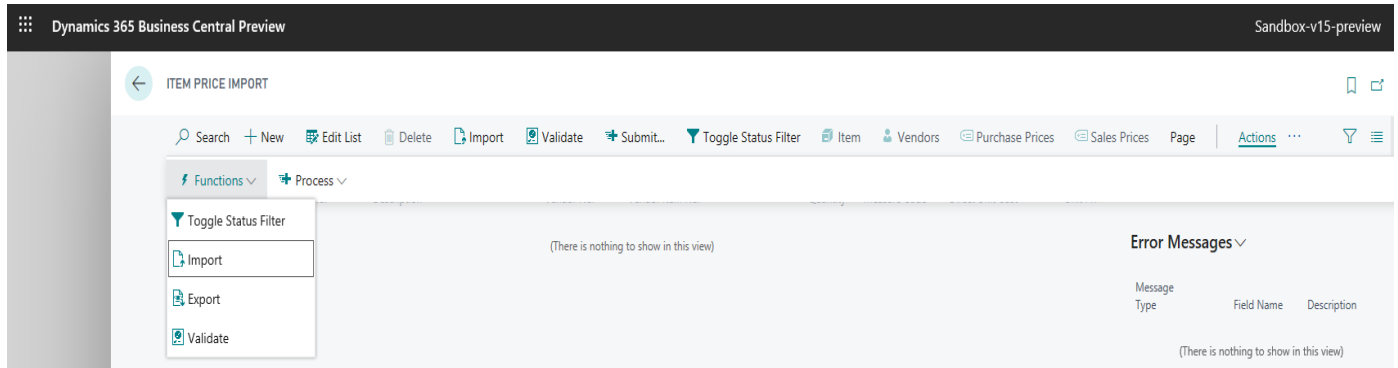 Dynamics 365 Business Central Preview Sandbox-v15-preview
ITEM PRICE IMPORT
Search New Edit List Delete Import Validate Submit... Toggle Status Filter Item Vendors Purchase Prices Sales Prices Page Actions ...
Functions Process
Toggle Status Filter
Import
Export
Validate
(There is nothing to show in this view)
Error Messages
Message
Type Field Name Description
(There is nothing to show in this view)